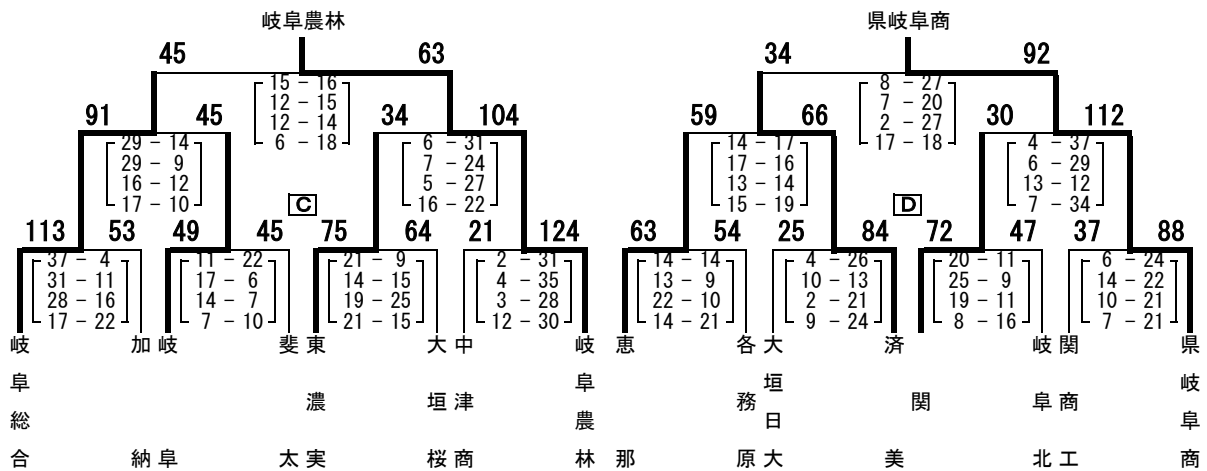 岐阜農林
45 63
15 - 16
12 - 15
12 - 14
6 - 18
91 45 34 104
29 - 14
29 - 9
16 - 12
17 - 10
6 - 31
7 - 24
5 - 27
16 - 22
C
113 53 49 45 75 64 21 124
37 - 4
31 - 11
28 - 16
17 - 22
11 - 22
17 - 6
14 - 7
7 - 10
21 - 9
14 - 15
19 - 25
21 - 15
2 - 31
4 - 35
3 - 28
12 - 30
岐阜総合
加納
岐阜
斐太
東濃実
大垣桜
中津商
岐阜農林
県岐阜商
34 92
8 - 27
7 - 20
2 - 27
17 - 18
59 66 30 112
14 - 17
17 - 16
13 - 14
15 - 19
4 - 37
6 - 29
13 - 12
7 - 34
D
63 54 25 84 72 47 37 88
14 - 14
13 - 9
22 - 10
14 - 21
4 - 26
10 - 13
2 - 21
9 - 24
20 - 11
25 - 9
19 - 11
8 - 16
6 - 24
14 - 22
10 - 21
7 - 21
恵那
各務原
大垣日大
済美
関
岐阜北
関商工
県岐阜商